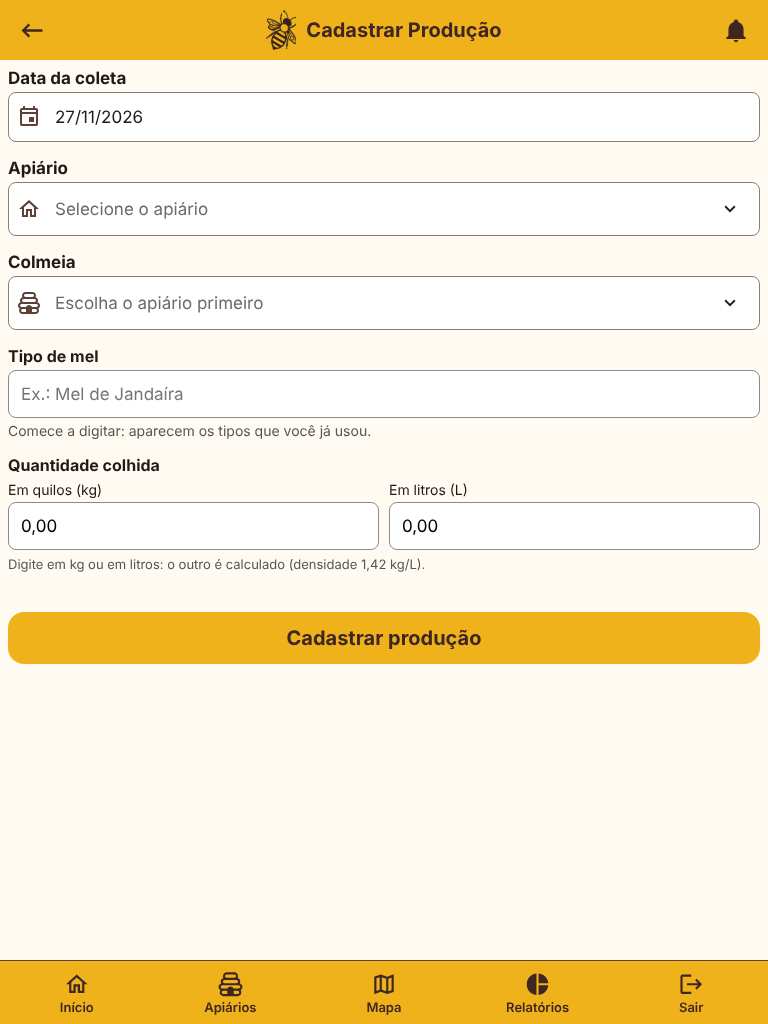 Cadastrar Produção
Data da coleta
27/11/2026
Apiário
Selecione o apiário
Colmeia
Escolha o apiário primeiro
Tipo de mel
Ex.: Mel de Jandaíra
Comece a digitar: aparecem os tipos que você já usou.
Quantidade colhida
Em quilos (kg) Em litros (L)
0,00 0,00
Digite em kg ou em litros: o outro é calculado (densidade 1,42 kg/L).
Cadastrar produção
Início Apiários Mapa Relatórios Sair